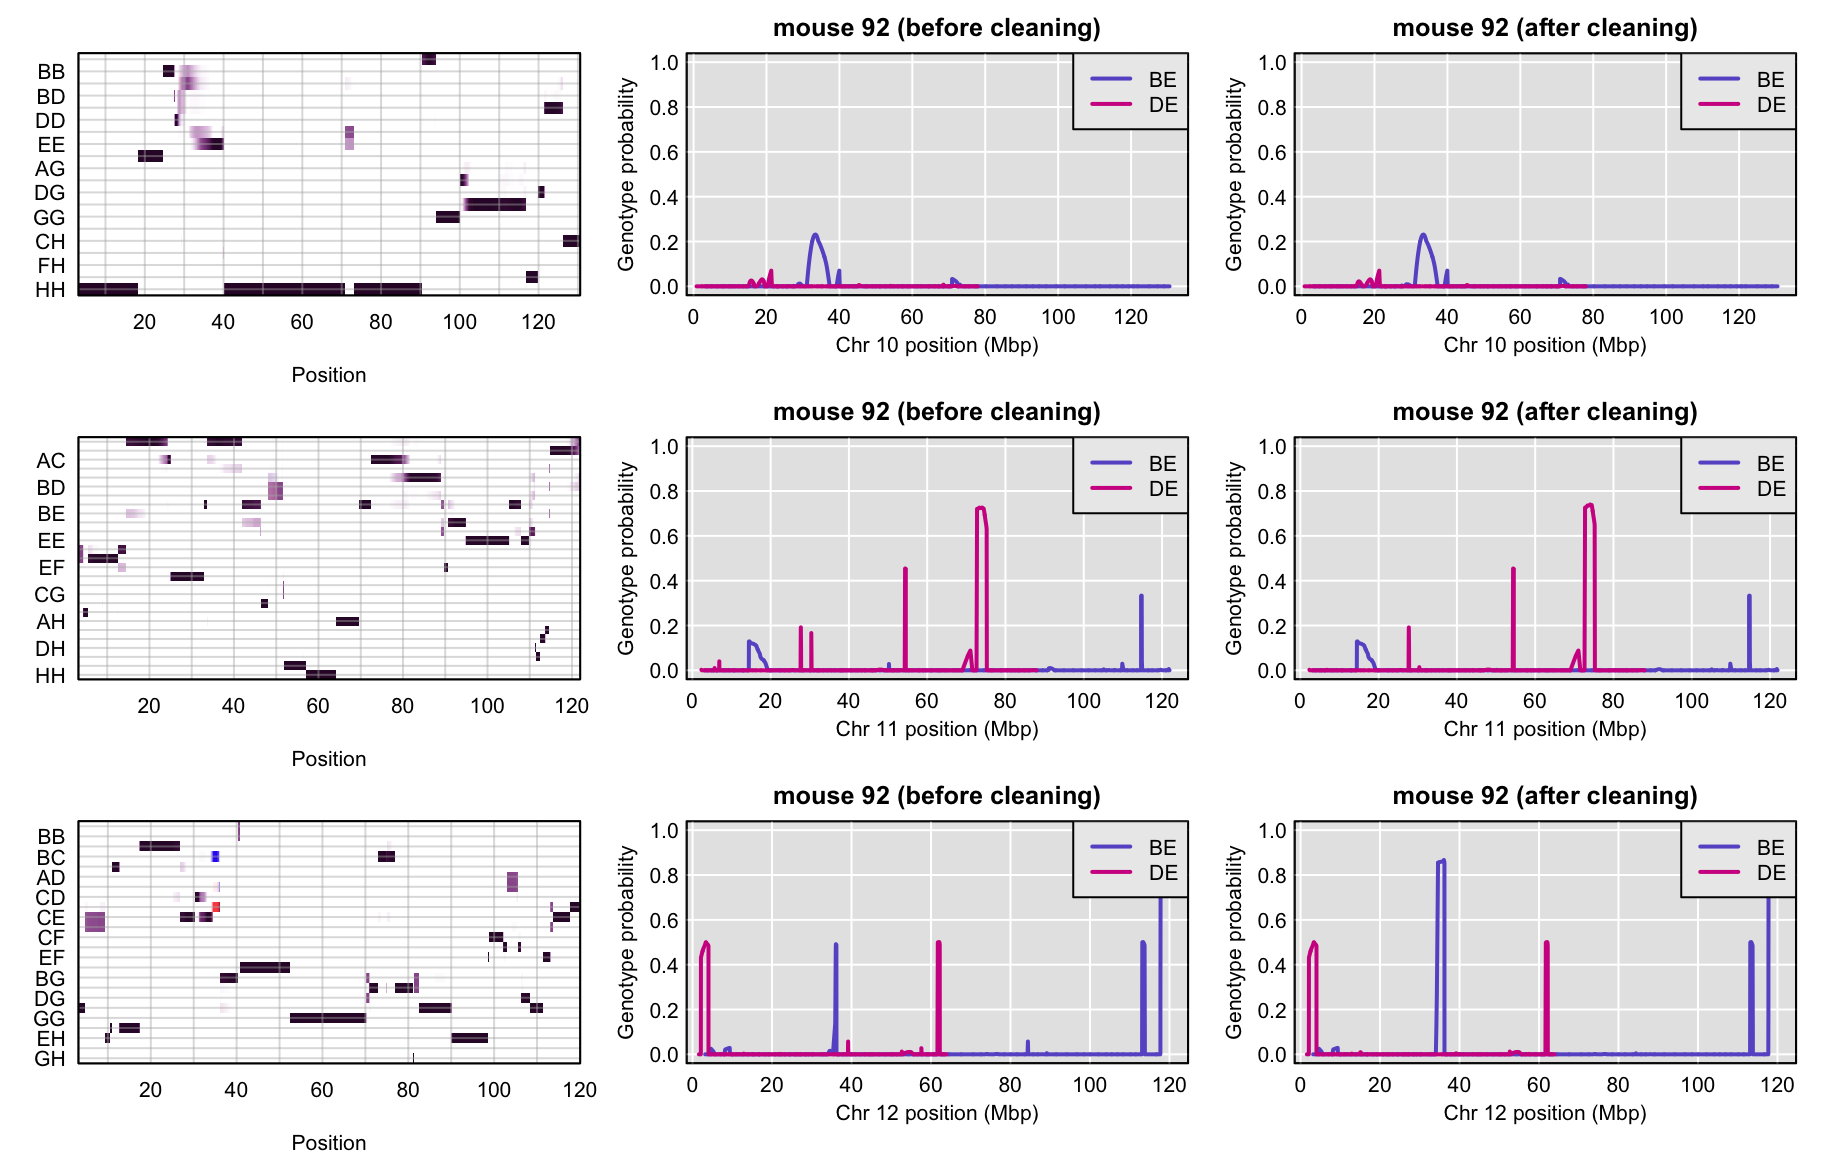 BB
BD
DD
EE
AG
DG
GG
CH
FH
HH
20 40 60 80 100 120
Position
mouse 92 (before cleaning)
Genotype probability
1.0
0.8
0.6
0.4
0.2
0.0
BE
DE
0 20 40 60 80 100 120
Chr 10 position (Mbp)
mouse 92 (after cleaning)
Genotype probability
1.0
0.8
0.6
0.4
0.2
0.0
BE
DE
0 20 40 60 80 100 120
Chr 10 position (Mbp)
AC
BD
BE
EE
EF
CG
AH
DH
HH
20 40 60 80 100 120
Position
mouse 92 (before cleaning)
Genotype probability
1.0
0.8
0.6
0.4
0.2
0.0
BE
DE
0 20 40 60 80 100 120
Chr 11 position (Mbp)
mouse 92 (after cleaning)
Genotype probability
1.0
0.8
0.6
0.4
0.2
0.0
BE
DE
0 20 40 60 80 100 120
Chr 11 position (Mbp)
BB
BC
AD
CD
CE
CF
EF
BG
DG
GG
EH
GH
20 40 60 80 100 120
Position
mouse 92 (before cleaning)
Genotype probability
1.0
0.8
0.6
0.4
0.2
0.0
BE
DE
0 20 40 60 80 100 120
Chr 12 position (Mbp)
mouse 92 (after cleaning)
Genotype probability
1.0
0.8
0.6
0.4
0.2
0.0
BE
DE
0 20 40 60 80 100 120
Chr 12 position (Mbp)